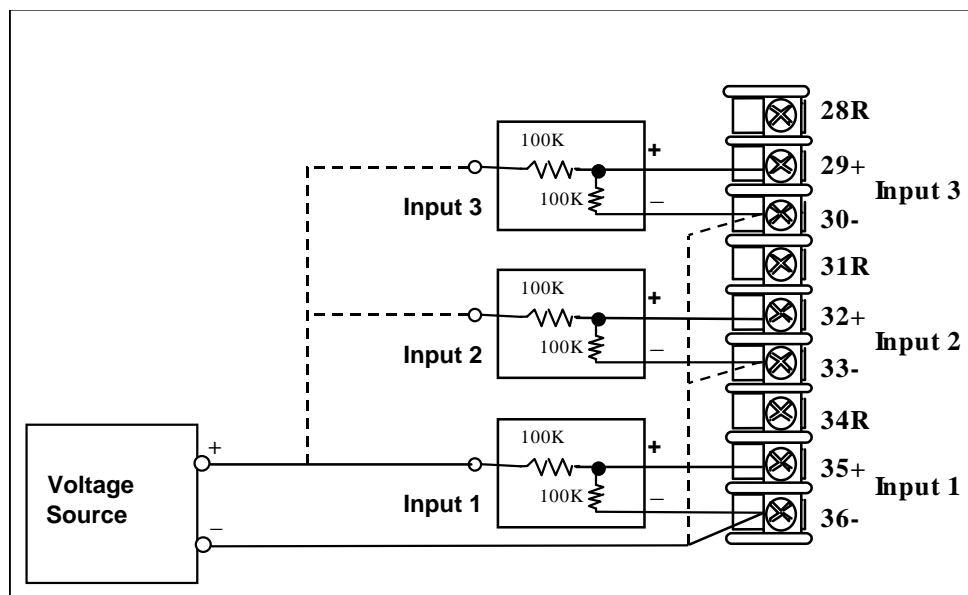 28R
100K
+
29+
100K
Input 3
Input 3
−
30-
31R
100K
+
32+
100K
Input 2
Input 2
−
33-
34R
100K
+
35+
100K
Input 1
Input 1
−
36-
+
Voltage
Source
−